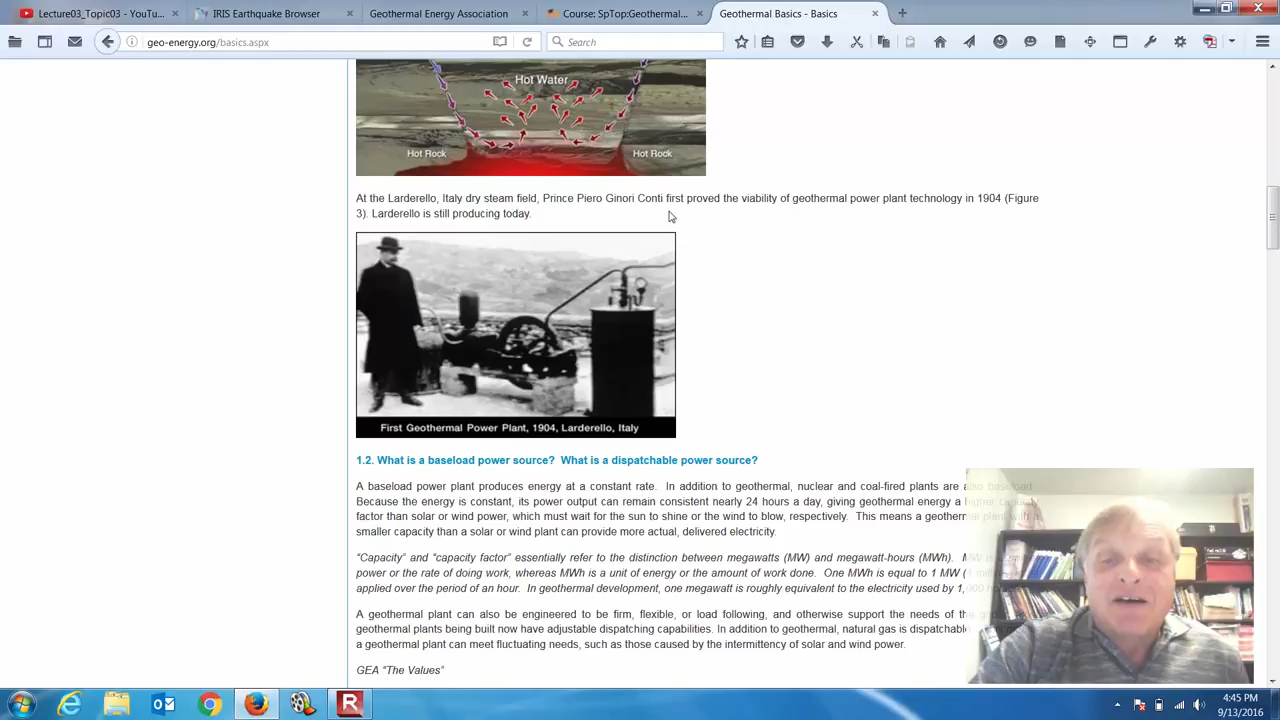 Lecture03_Topic03 - YouTu...
IRIS Earthquake Browser
Geothermal Energy Association
Course: SpTop:Geothermal...
Geothermal Basics - Basics
geo-energy.org/basics.aspx
Search
Hot Water
Hot Rock
Hot Rock
At the Larderello, Italy dry steam field, Prince Piero Ginori Conti first proved the viability of geothermal power plant technology in 1904 (Figure
3). Larderello is still producing today.
First Geothermal Power Plant, 1904, Larderello, Italy
1.2. What is a baseload power source? What is a dispatchable power source?
A baseload power plant produces energy at a constant rate. In addition to geothermal, nuclear and coal-fired plants are also baseload.
Because the energy is constant, its power output can remain consistent nearly 24 hours a day, giving geothermal energy a higher capacity
factor than solar or wind power, which must wait for the sun to shine or the wind to blow, respectively. This means a geothermal plant with a
smaller capacity than a solar or wind plant can provide more actual, delivered electricity.
“Capacity” and “capacity factor” essentially refer to the distinction between megawatts (MW) and megawatt-hours (MWh). MW
power or the rate of doing work, whereas MWh is a unit of energy or the amount of work done. One MWh is equal to 1 MW (1
applied over the period of an hour. In geothermal development, one megawatt is roughly equivalent to the electricity used by 1,000
A geothermal plant can also be engineered to be firm, flexible, or load following, and otherwise support the needs of the
geothermal plants being built now have adjustable dispatching capabilities. In addition to geothermal, natural gas is dispatchable
a geothermal plant can meet fluctuating needs, such as those caused by the intermittency of solar and wind power.
GEA “The Values”
4:45 PM
9/13/2016